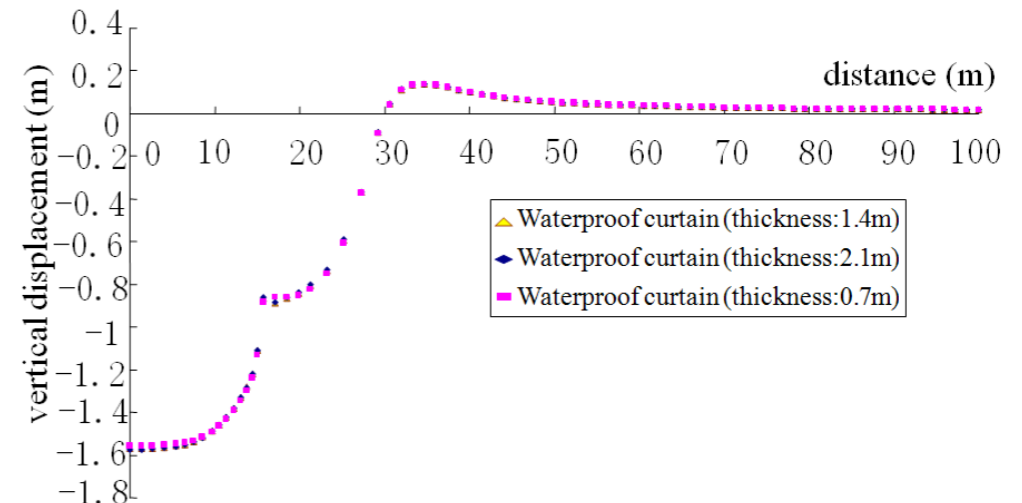 0.4
0.2
0
-0.2
-0.4
-0.6
-0.8
-1
-1.2
-1.4
-1.6
-1.8
vertical displacement (m)
distance (m)
0 10 20 30 40 50 60 70 80 90 100
Waterproof curtain (thickness:1.4m)
Waterproof curtain (thickness:2.1m)
Waterproof curtain (thickness:0.7m)